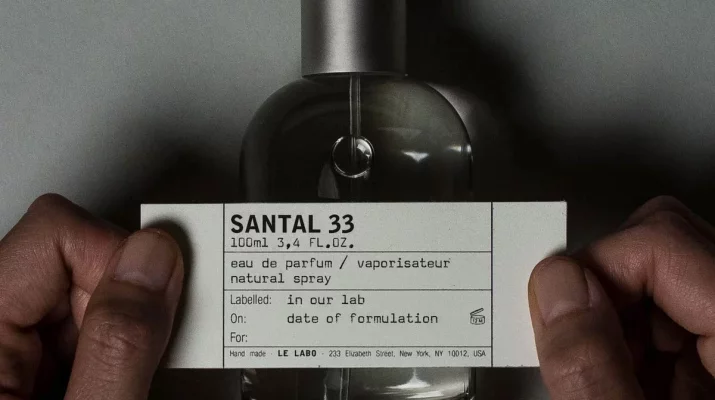 SANTAL 33
100ml 3,4 FL.OZ.
eau de parfum / vaporisateur
natural spray
Labelled: in our lab
On: date of formulation
For:
Hand made - LE LABO - 233 Elizabeth Street, New York, NY 10012, USA